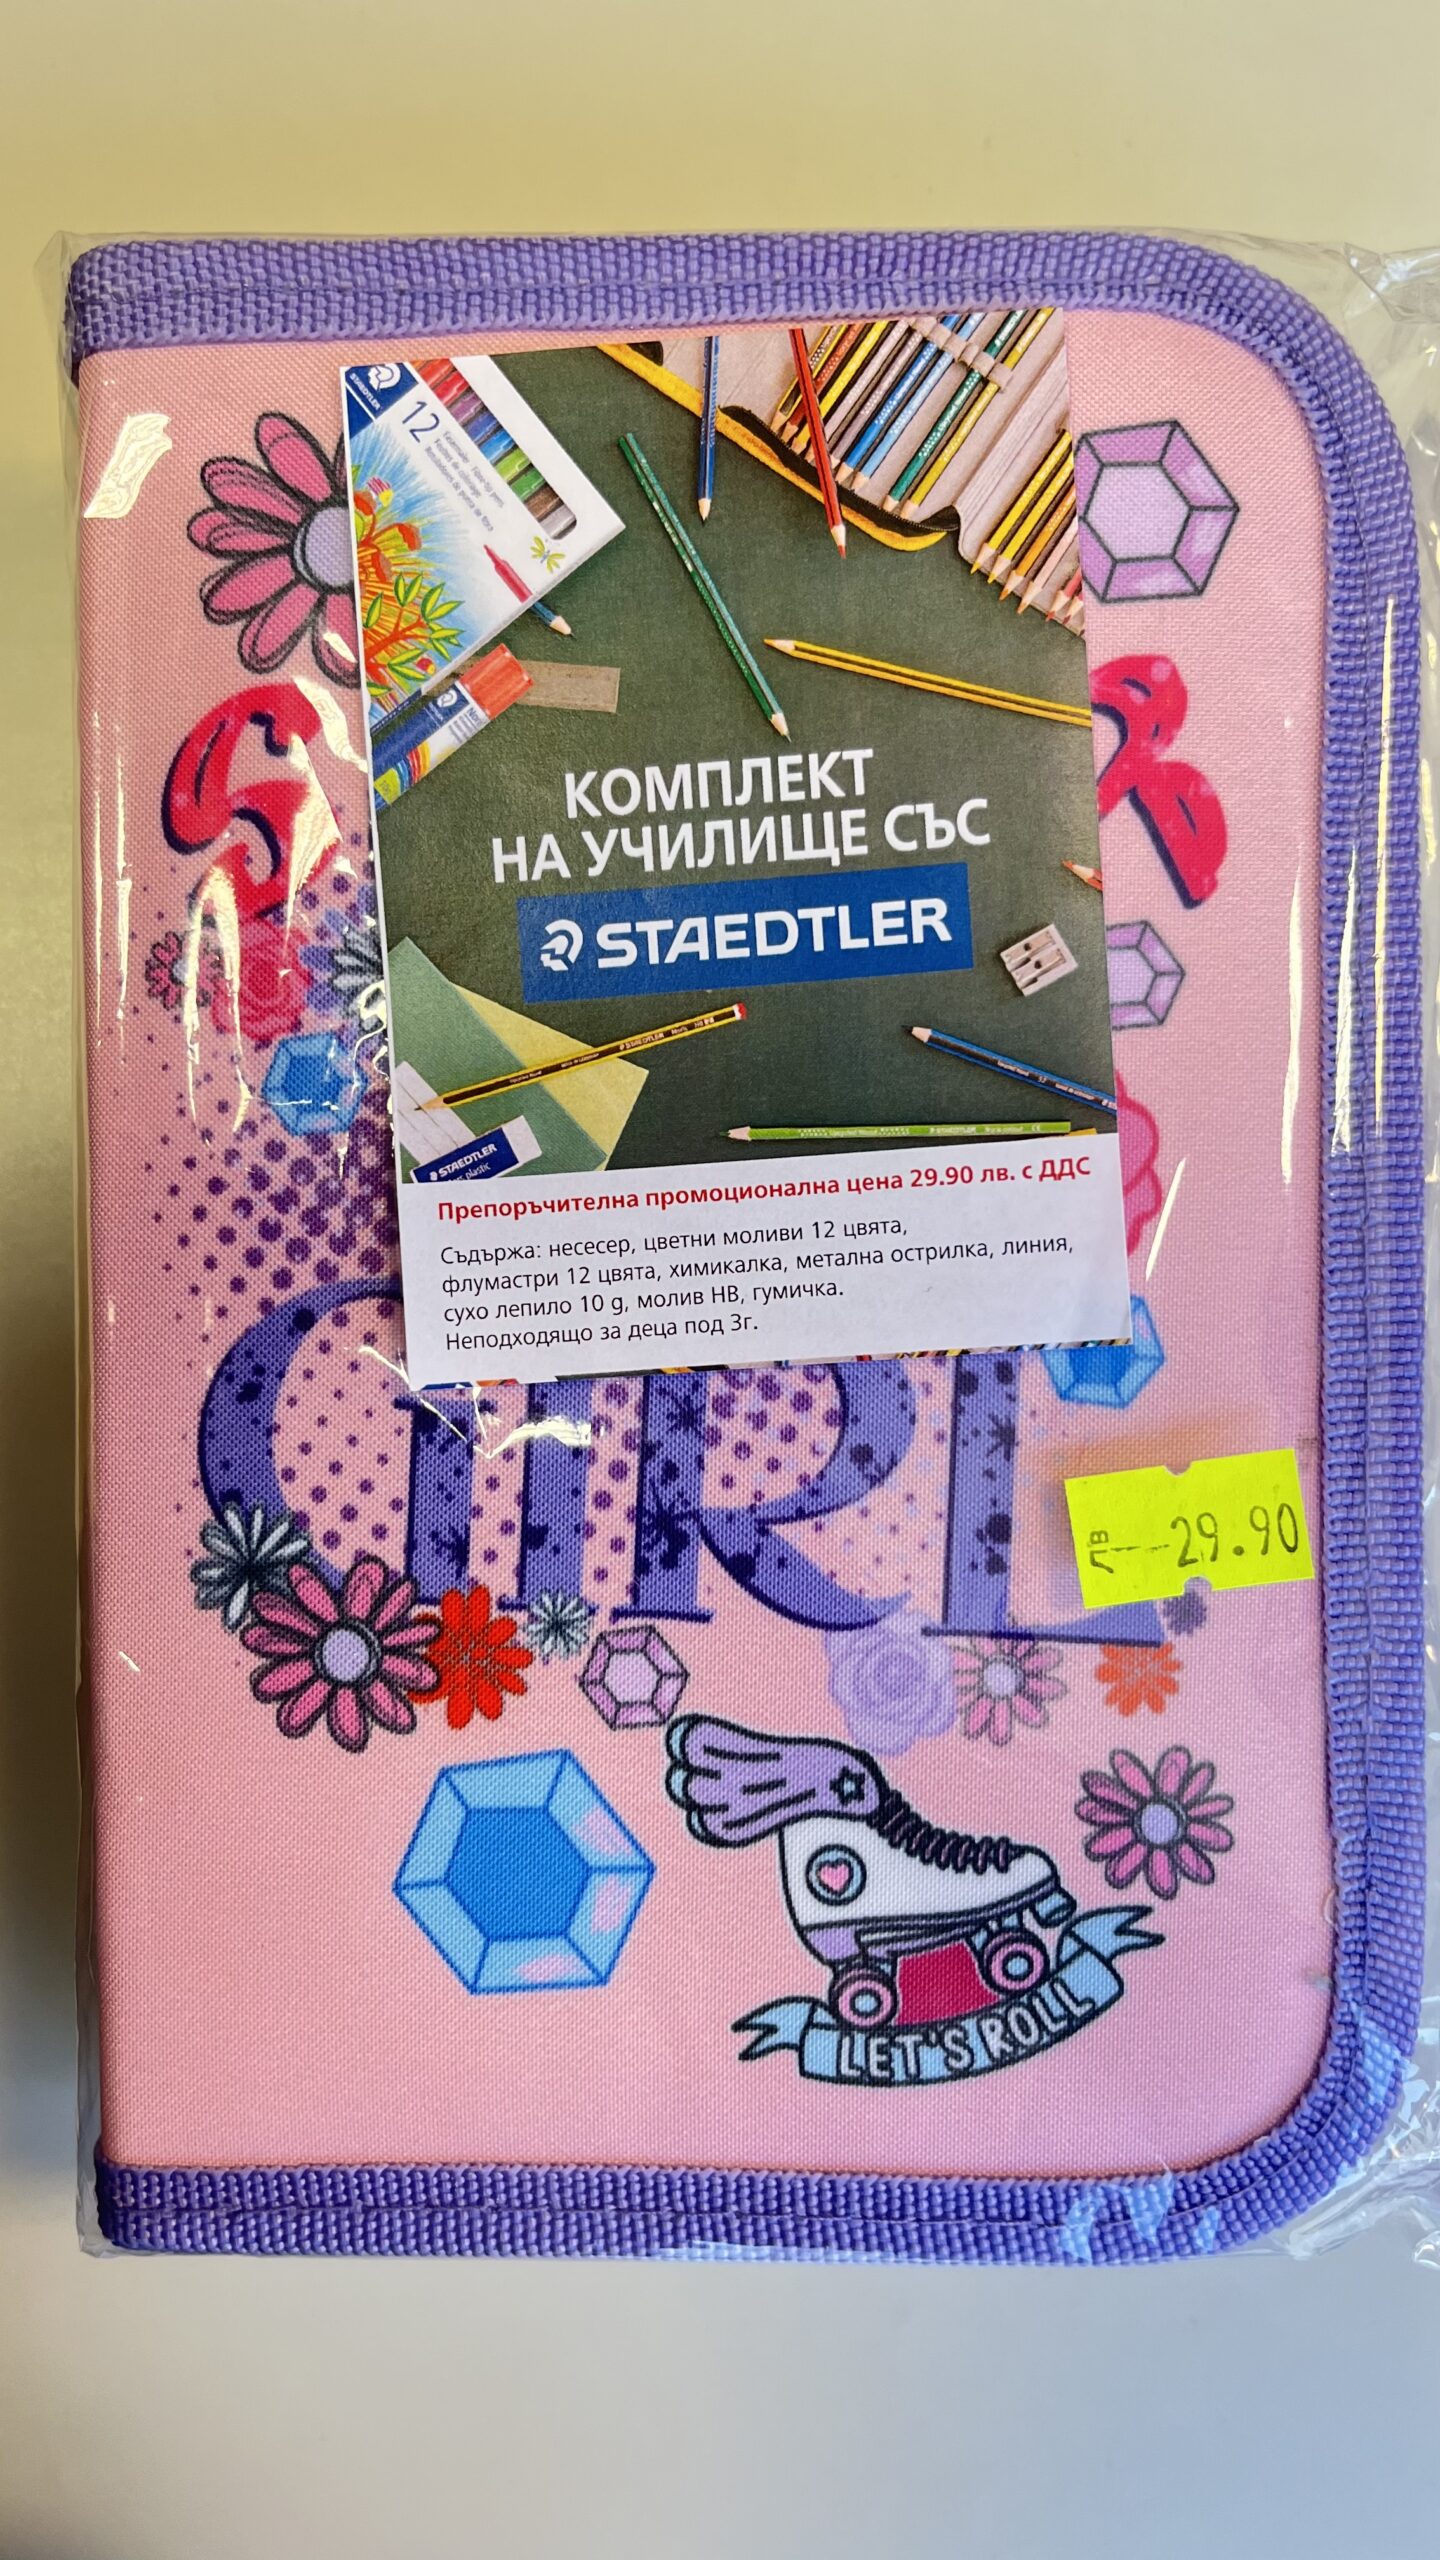 STAEDTLER
12
КОМПЛЕКТ
НА УЧИЛИЩЕ СЪС
STAEDTLER
STAEDTLER
plastic
Препоръчителна промоционална цена 29.90 лв. с ДДС
Съдържа: несесер, цветни моливи 12 цвята,
флумастри 12 цвята, химикалка, метална острилка, линия,
сухо лепило 10 g, молив HB, гумичка.
Неподходящо за деца под 3г.
GIRL
ЛВ--29.90
LET'S ROLL